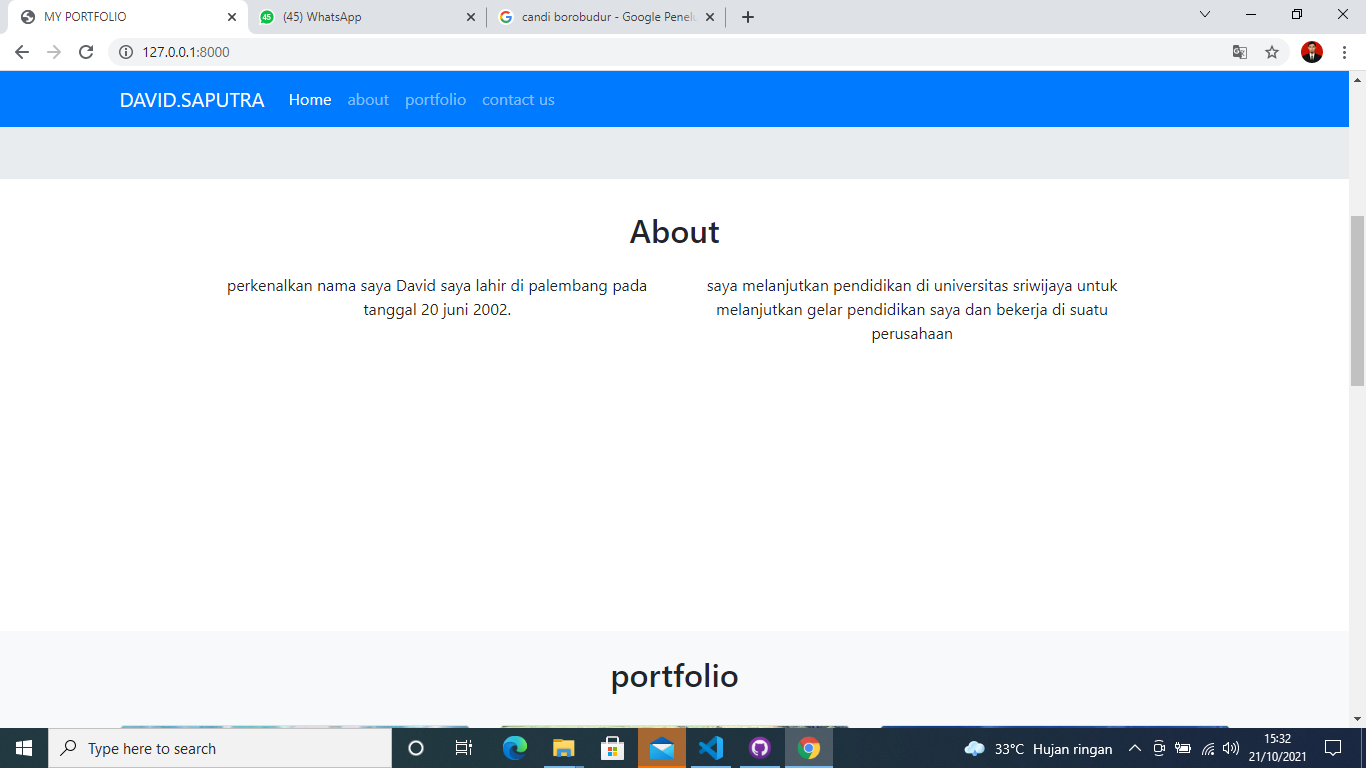 MY PORTFOLIO
45
(45) WhatsApp
candi borobudur - Google Penel
127.0.0.1:8000
DAVID.SAPUTRA Home about portfolio contact us
About
perkenalkan nama saya David saya lahir di palembang pada
tanggal 20 juni 2002.
saya melanjutkan pendidikan di universitas sriwijaya untuk
melanjutkan gelar pendidikan saya dan bekerja di suatu
perusahaan
portfolio
Type here to search
33°C Hujan ringan
15:32
21/10/2021